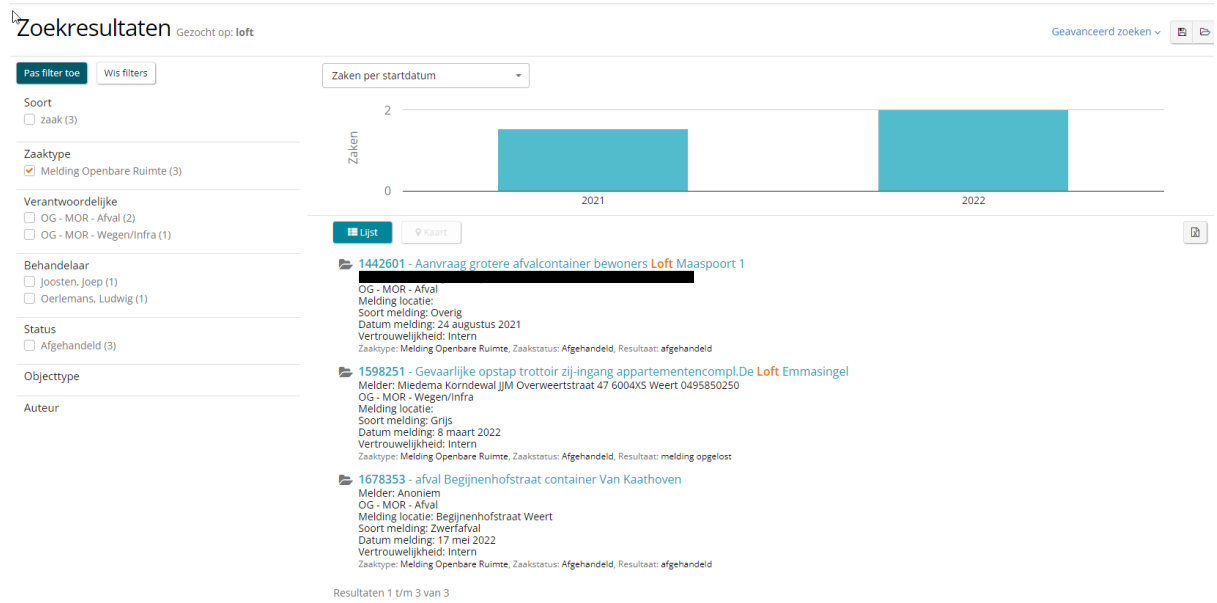 Zoekresultaten Gezocht op: loft
Geavanceerd zoeken
Pas filter toe
Wis filters
Soort
zaak (3)
Zaaktype
Melding Openbare Ruimte (3)
Verantwoordelijke
OG - MOR - Afval (2)
OG - MOR - Wegen/Infra (1)
Behandelaar
Joosten, Joep (1)
Oerlemans, Ludwig (1)
Status
Afgehandeld (3)
Objecttype
Auteur
Zaken per startdatum
2
Zaken
0
2021
2022
Lijst
Kaart
1442601 - Aanvraag grotere afvalcontainer bewoners Loft Maaspoort 1
OG - MOR - Afval
Melding locatie:
Soort melding: Overig
Datum melding: 24 augustus 2021
Vertrouwelijkheid: Intern
Zaaktype: Melding Openbare Ruimte, Zaakstatus: Afgehandeld, Resultaat: afgehandeld
1598251 - Gevaarlijke opstap trottoir zij-ingang appartementencompl.De Loft Emmasingel
Melder: Miedema Korndewal JJM Overweertstraat 47 6004XS Weert 0495850250
OG - MOR - Wegen/Infra
Melding locatie:
Soort melding: Grijs
Datum melding: 8 maart 2022
Vertrouwelijkheid: Intern
Zaaktype: Melding Openbare Ruimte, Zaakstatus: Afgehandeld, Resultaat: melding opgelost
1678353 - afval Begijnenhofstraat container Van Kaathoven
Melder: Anoniem
OG - MOR - Afval
Melding locatie: Begijnenhofstraat Weert
Soort melding: Zwerfafval
Datum melding: 17 mei 2022
Vertrouwelijkheid: Intern
Zaaktype: Melding Openbare Ruimte, Zaakstatus: Afgehandeld, Resultaat: afgehandeld
Resultaten 1 t/m 3 van 3